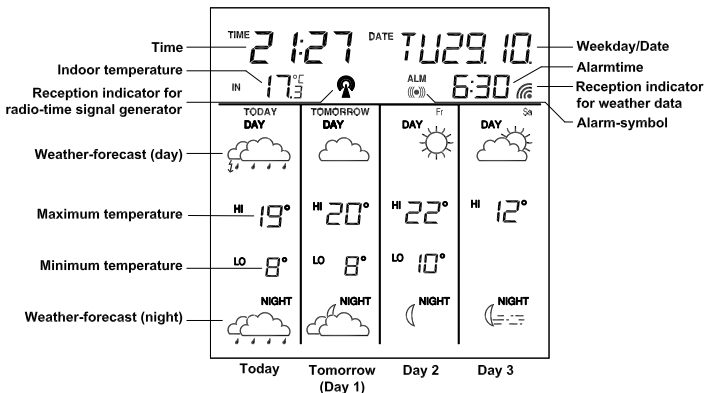 TIME 21:27 DATE TU29.10.
Time
Weekday/Date
Indoor temperature
IN 17.3°C
ALM 6:30
Alarmtime
Reception indicator for
radio-time signal generator
Reception indicator
for weather data
Alarm-symbol
TODAY TOMORROW Fr Sa
DAY DAY DAY DAY
Weather-forecast (day)
Maximum temperature
HI 19° HI 20° HI 22° HI 12°
Minimum temperature
LO 8° LO 8° LO 10°
Weather-forecast (night)
NIGHT NIGHT NIGHT NIGHT
Today Tomorrow Day 2 Day 3
(Day 1)